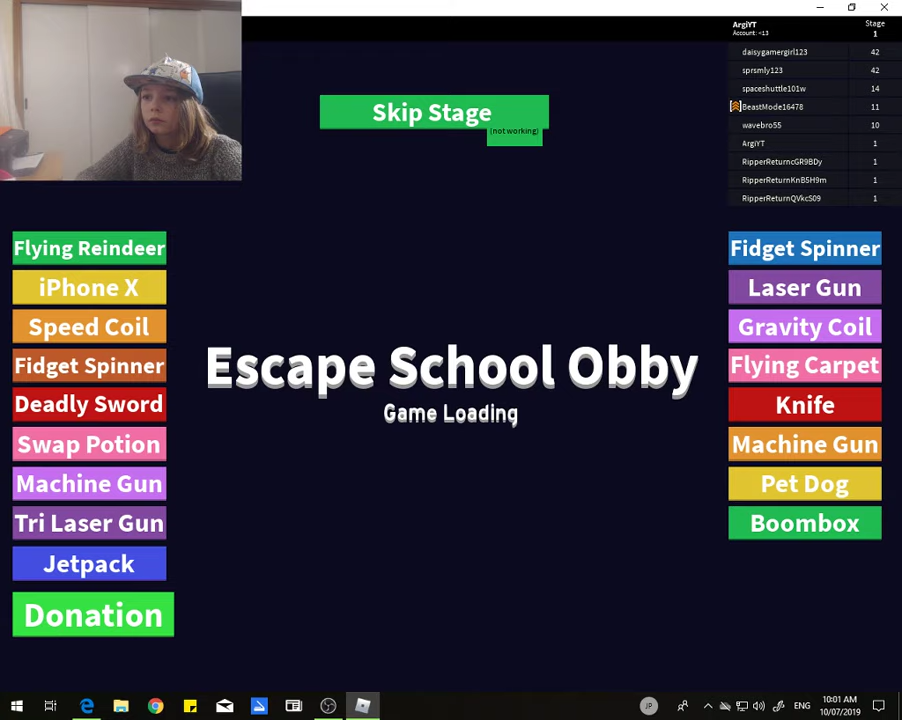 ArgiYT
Account: <13
Stage
1
daisygamergirl123 42
sprsmly123 42
spaceshuttle101w 14
BeastMode16478 11
wavebro55 10
ArgiYT 1
RipperReturncGR9BDy 1
RipperReturnKnB5H9m 1
RipperReturnQVkcS09 1
Skip Stage
(not working)
Flying Reindeer
iPhone X
Speed Coil
Fidget Spinner
Deadly Sword
Swap Potion
Machine Gun
Tri Laser Gun
Jetpack
Donation
Escape School Obby
Game Loading
Fidget Spinner
Laser Gun
Gravity Coil
Flying Carpet
Knife
Machine Gun
Pet Dog
Boombox
JP
ENG
10:01 AM
10/07/2019